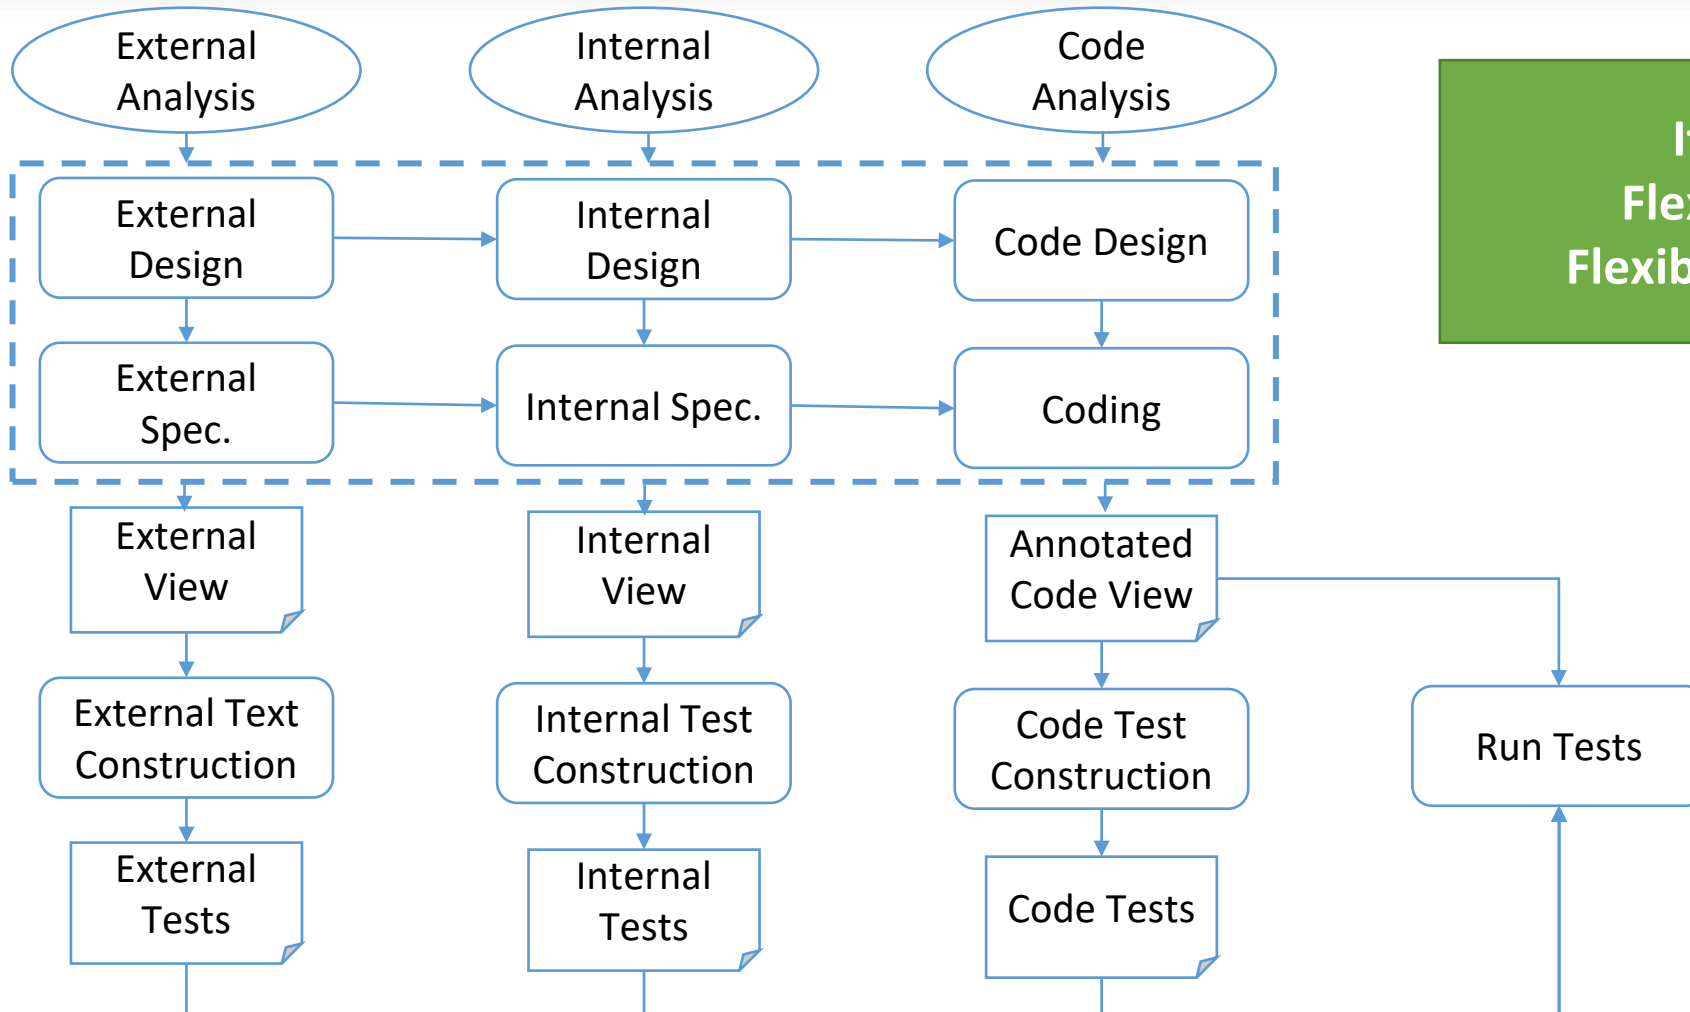 External
Analysis
Internal
Analysis
Code
Analysis
External
Design
Internal
Design
Code Design
External
Spec.
Internal Spec.
Coding
External
View
Internal
View
Annotated
Code View
External Text
Construction
Internal Test
Construction
Code Test
Construction
Run Tests
External
Tests
Internal
Tests
Code Tests